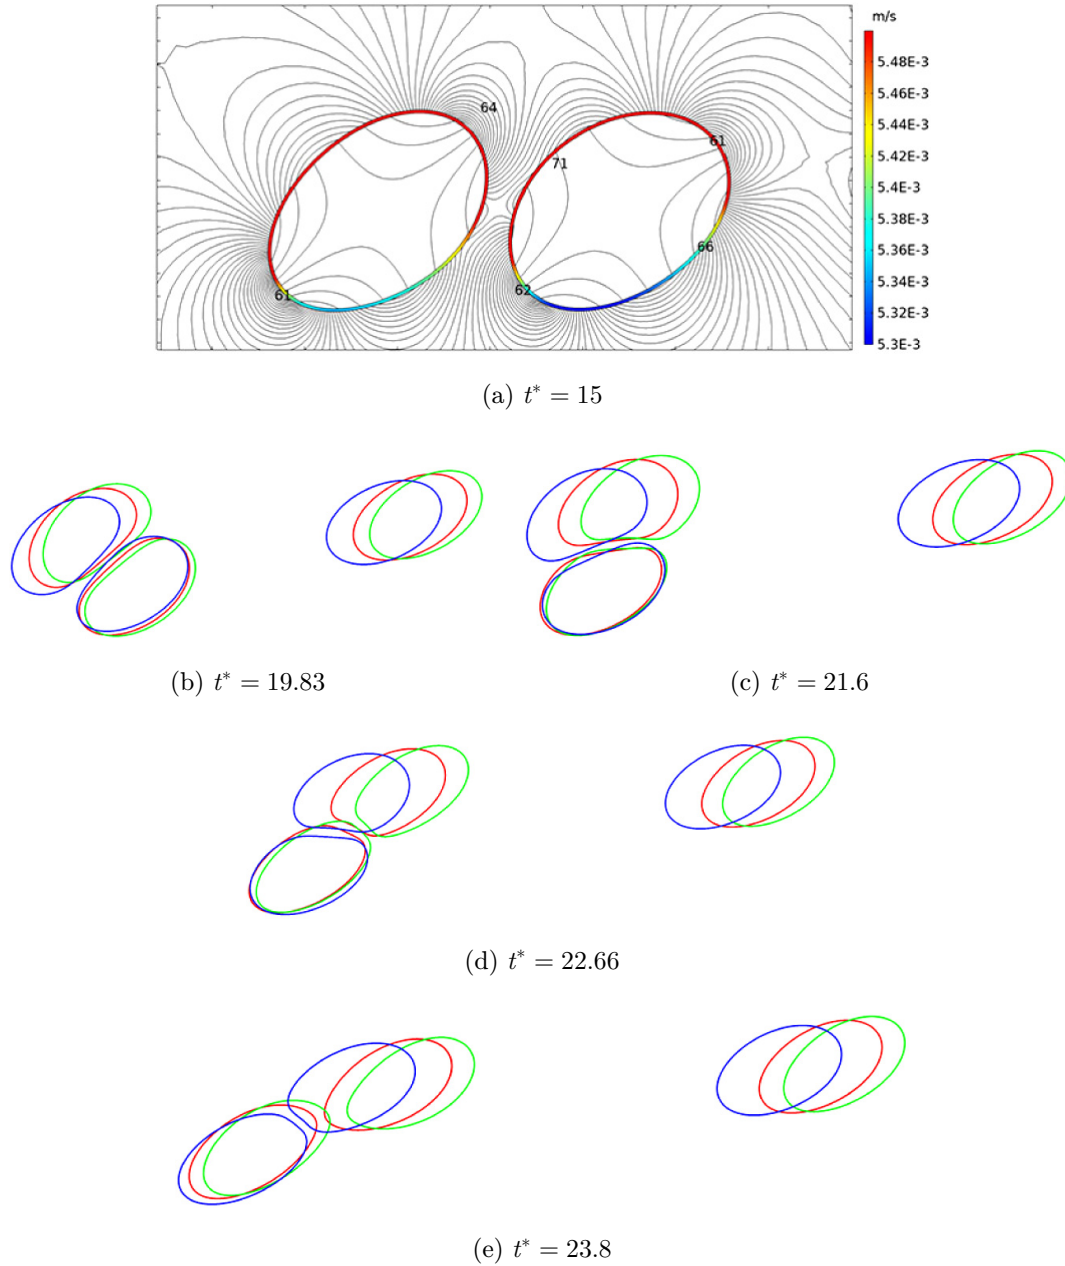 m/s
5.48E-3
5.46E-3
5.44E-3
5.42E-3
5.4E-3
5.38E-3
5.36E-3
5.34E-3
5.32E-3
5.3E-3
64
71
61
66
61
62
(a) t* = 15
(b) t* = 19.83
(c) t* = 21.6
(d) t* = 22.66
(e) t* = 23.8